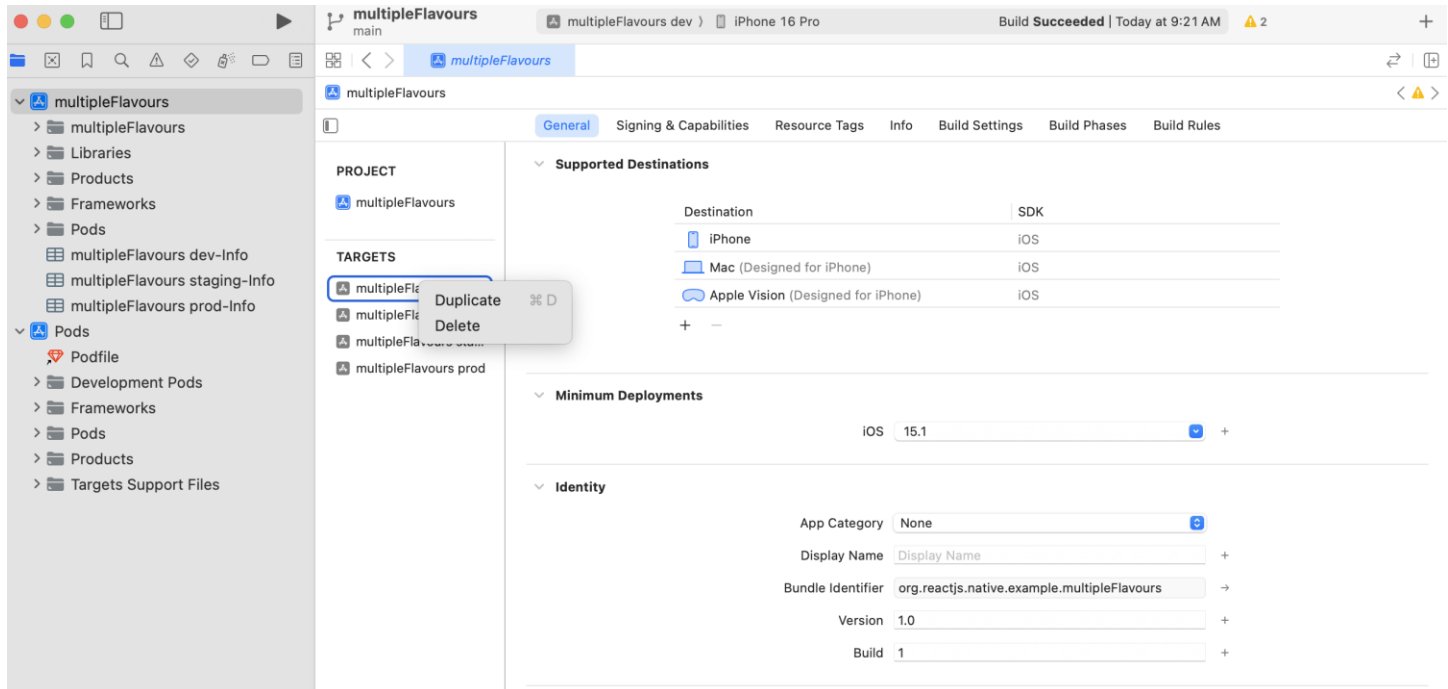 multipleFlavours
main
multipleFlavours dev 〉 iPhone 16 Pro
Build Succeeded | Today at 9:21 AM
2
multipleFlavours
multipleFlavours
General Signing & Capabilities Resource Tags Info Build Settings Build Phases Build Rules
multipleFlavours
multipleFlavours
Libraries
Products
Frameworks
Pods
multipleFlavours dev-Info
multipleFlavours staging-Info
multipleFlavours prod-Info
Pods
Podfile
Development Pods
Frameworks
Pods
Products
Targets Support Files
PROJECT
multipleFlavours
TARGETS
multipleFla
multipleFla
multipleFlavours sta...
multipleFlavours prod
Duplicate ⌘ D
Delete
Supported Destinations
Destination SDK
iPhone iOS
Mac (Designed for iPhone) iOS
Apple Vision (Designed for iPhone) iOS
Minimum Deployments
iOS 15.1
Identity
App Category None
Display Name Display Name
Bundle Identifier org.reactjs.native.example.multipleFlavours
Version 1.0
Build 1